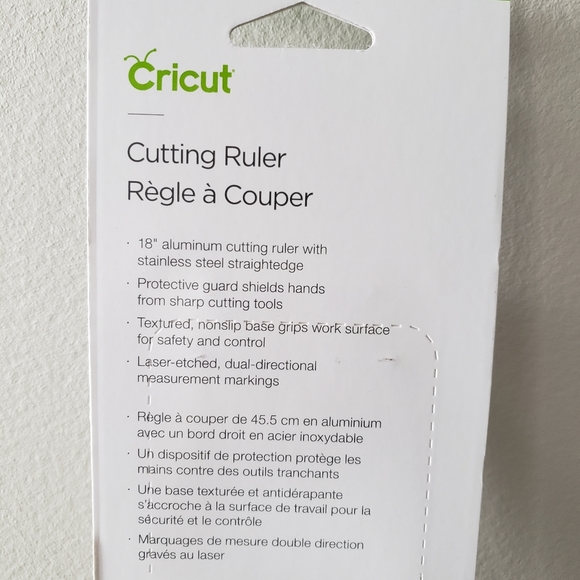 Cricut
Cutting Ruler
Règle à Couper
· 18" aluminum cutting ruler with
stainless steel straightedge
· Protective guard shields hands
from sharp cutting tools
· Textured, nonslip base grips work surface
for safety and control
· Laser-etched, dual-directional
measurement markings
· Règle à couper de 45.5 cm en aluminium
avec un bord droit en acier inoxydable
· Un dispositif de protection protège les
mains contre des outils tranchants
· Une base texturée et antidérapante
s'accroche à la surface de travail pour la
sécurité et le contrôle
· Marquages de mesure double direction
gravés au laser